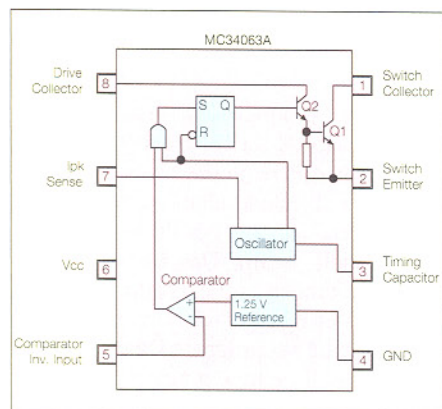 MC34063A
Drive
Collector
8
S Q
R
Q2
Q1
1
Switch
Collector
Ipk
Sense
7
2
Switch
Emitter
Oscillator
Vcc
6
3
Timing
Capacitor
Comparator
+
-
1.25 V
Reference
Comparator
Inv. Input
5
4
GND